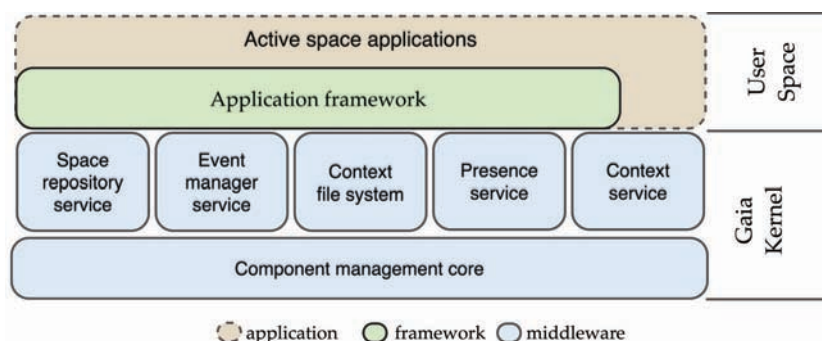 Active space applications
Application framework
User
Space
Space
repository
service
Event
manager
service
Context
file system
Presence
service
Context
service
Gaia
Kernel
Component management core
application
framework
middleware